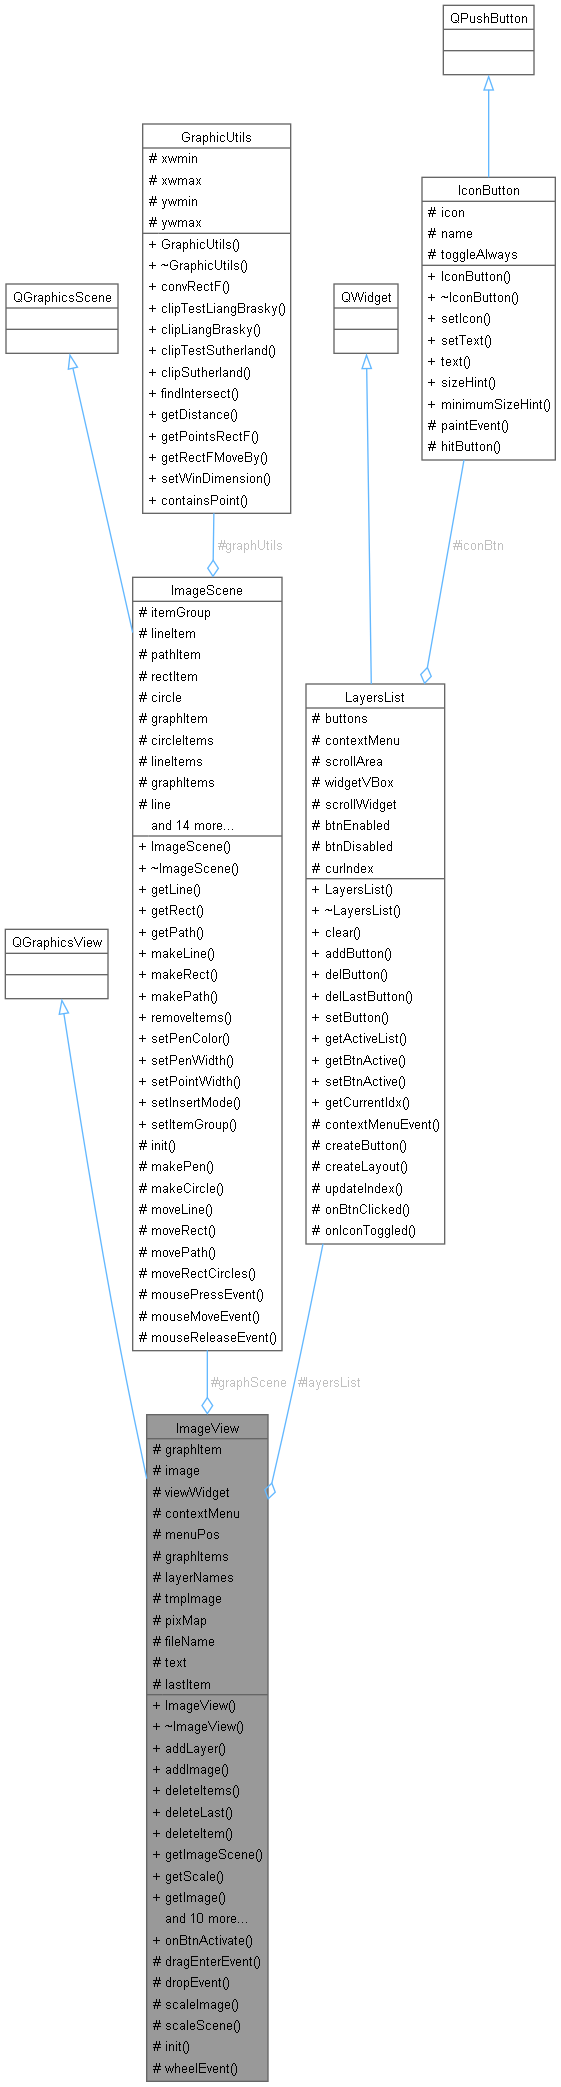 QPushButton
GraphicUtils
# xwmin
# xwmax
# ywmin
# ywmax
+ GraphicUtils()
+ ~GraphicUtils()
+ convRectF()
+ clipTestLiangBrasky()
+ clipLiangBrasky()
+ clipTestSutherland()
+ clipSutherland()
+ findIntersect()
+ getDistance()
+ getPointsRectF()
+ getRectFMoveBy()
+ setWinDimension()
+ containsPoint()
IconButton
# icon
# name
# toggleAlways
+ IconButton()
+ ~IconButton()
+ setIcon()
+ setText()
+ text()
+ sizeHint()
+ minimumSizeHint()
# paintEvent()
# hitButton()
QGraphicsScene
QWidget
#graphUtils
#iconBtn
ImageScene
# itemGroup
# lineItem
# pathItem
# rectItem
# circle
# graphItem
# circleItems
# lineItems
# graphItems
# line
and 14 more...
+ ImageScene()
+ ~ImageScene()
+ getLine()
+ getRect()
+ getPath()
+ makeLine()
+ makeRect()
+ makePath()
+ removeItems()
+ setPenColor()
+ setPenWidth()
+ setPointWidth()
+ setInsertMode()
+ setItemGroup()
# init()
# makePen()
# makeCircle()
# moveLine()
# moveRect()
# movePath()
# moveRectCircles()
# mousePressEvent()
# mouseMoveEvent()
# mouseReleaseEvent()
LayersList
# buttons
# contextMenu
# scrollArea
# widgetVBox
# scrollWidget
# btnEnabled
# btnDisabled
# curIndex
+ LayersList()
+ ~LayersList()
+ clear()
+ addButton()
+ delButton()
+ delLastButton()
+ setButton()
+ getActiveList()
+ getBtnActive()
+ setBtnActive()
+ getCurrentIdx()
# contextMenuEvent()
# createButton()
# createLayout()
# updateIndex()
# onBtnClicked()
# onIconToggled()
QGraphicsView
#graphScene
#layersList
ImageView
# graphItem
# image
# viewWidget
# contextMenu
# menuPos
# graphItems
# layerNames
# tmpImage
# pixMap
# fileName
# text
# lastItem
+ ImageView()
+ ~ImageView()
+ addLayer()
+ addImage()
+ deleteItems()
+ deleteLast()
+ deleteItem()
+ getImageScene()
+ getScale()
+ getImage()
and 10 more...
+ onBtnActivate()
# dragEnterEvent()
# dropEvent()
# scaleImage()
# scaleScene()
# init()
# wheelEvent()